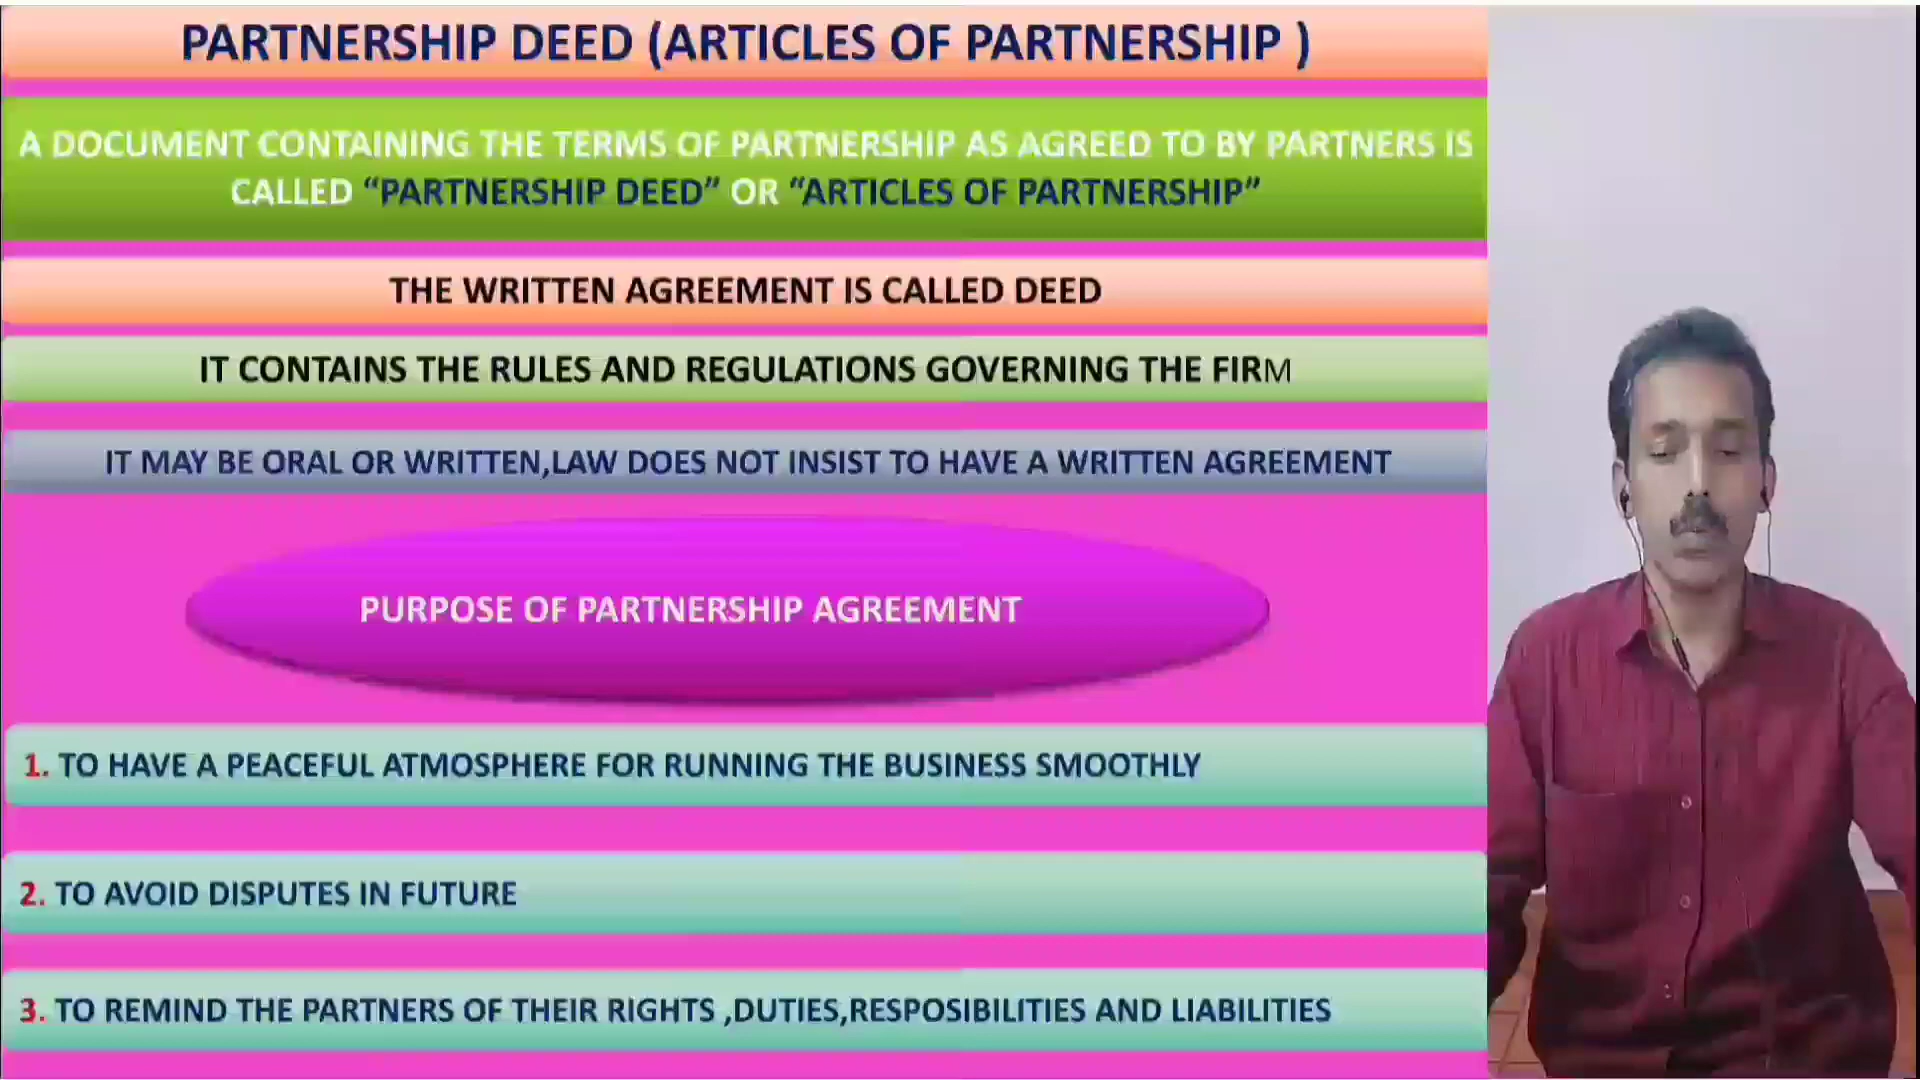 PARTNERSHIP DEED (ARTICLES OF PARTNERSHIP )
A DOCUMENT CONTAINING THE TERMS OF PARTNERSHIP AS AGREED TO BY PARTNERS IS
CALLED “PARTNERSHIP DEED” OR “ARTICLES OF PARTNERSHIP”
THE WRITTEN AGREEMENT IS CALLED DEED
IT CONTAINS THE RULES AND REGULATIONS GOVERNING THE FIRM
IT MAY BE ORAL OR WRITTEN,LAW DOES NOT INSIST TO HAVE A WRITTEN AGREEMENT
PURPOSE OF PARTNERSHIP AGREEMENT
1. TO HAVE A PEACEFUL ATMOSPHERE FOR RUNNING THE BUSINESS SMOOTHLY
2. TO AVOID DISPUTES IN FUTURE
3. TO REMIND THE PARTNERS OF THEIR RIGHTS ,DUTIES,RESPOSIBILITIES AND LIABILITIES